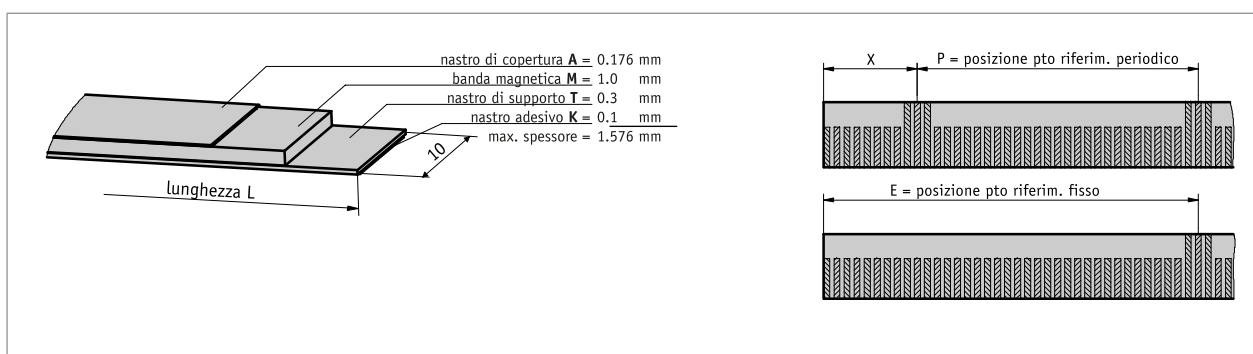 nastro di copertura A = 0.176 mm
banda magnetica M = 1.0 mm
nastro di supporto T = 0.3 mm
nastro adesivo K = 0.1 mm
max. spessore = 1.576 mm
10
lunghezza L
X
P = posizione pto riferim. periodico
E = posizione pto riferim. fisso